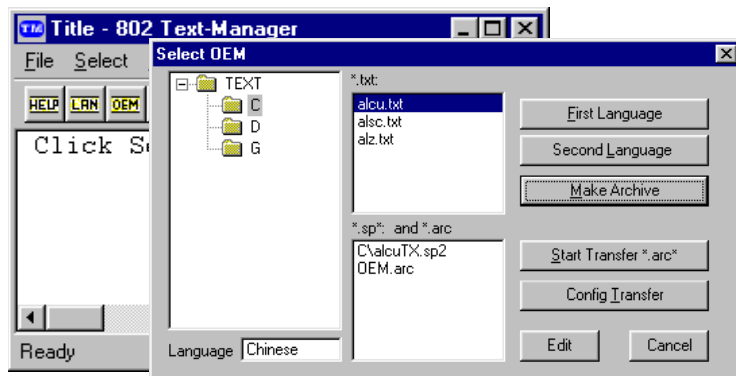 TM Title - 802 Text-Manager
File Select
HELP LAN OEM
Click S
Ready
Select OEM
TEXT
C
D
G
Language Chinese
*.txt:
alcu.txt
alsc.txt
alz.txt
*.sp*: and *.arc
C\alcuTX.sp2
OEM.arc
First Language
Second Language
Make Archive
Start Transfer *.arc*
Config Transfer
Edit Cancel